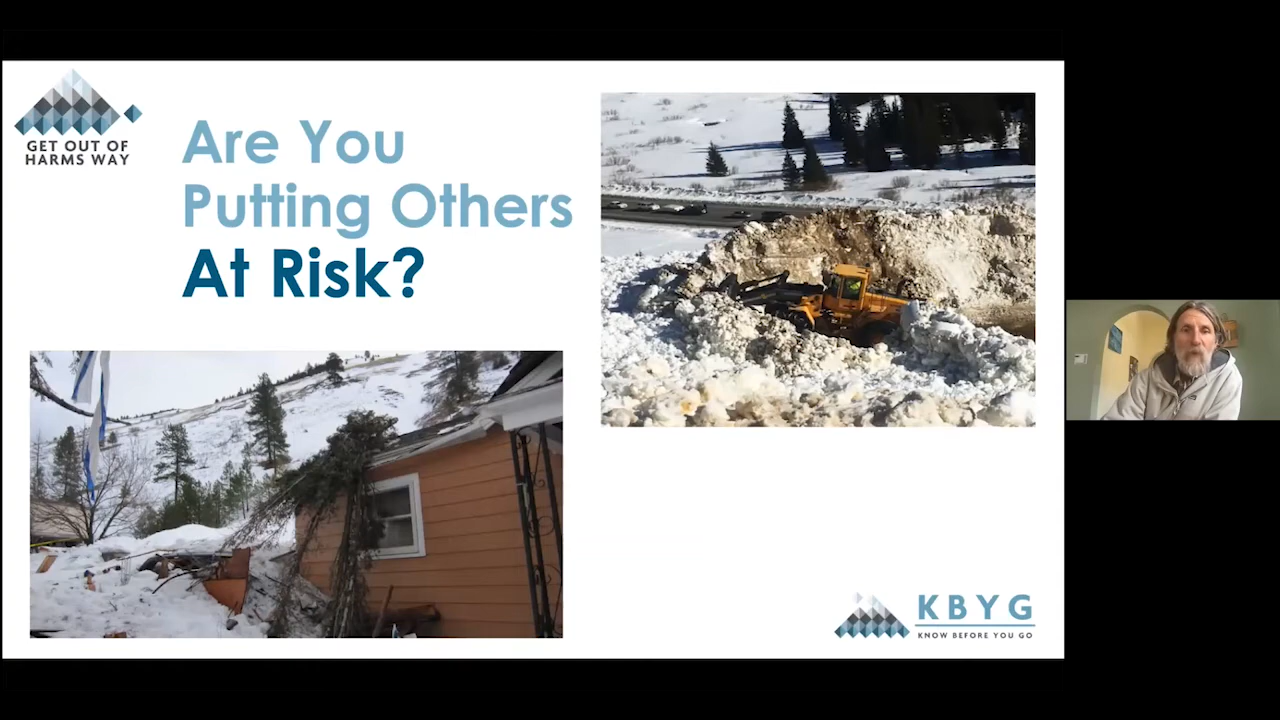 GET OUT OF
HARMS WAY
Are You
Putting Others
At Risk?
KBYG
KNOW BEFORE YOU GO